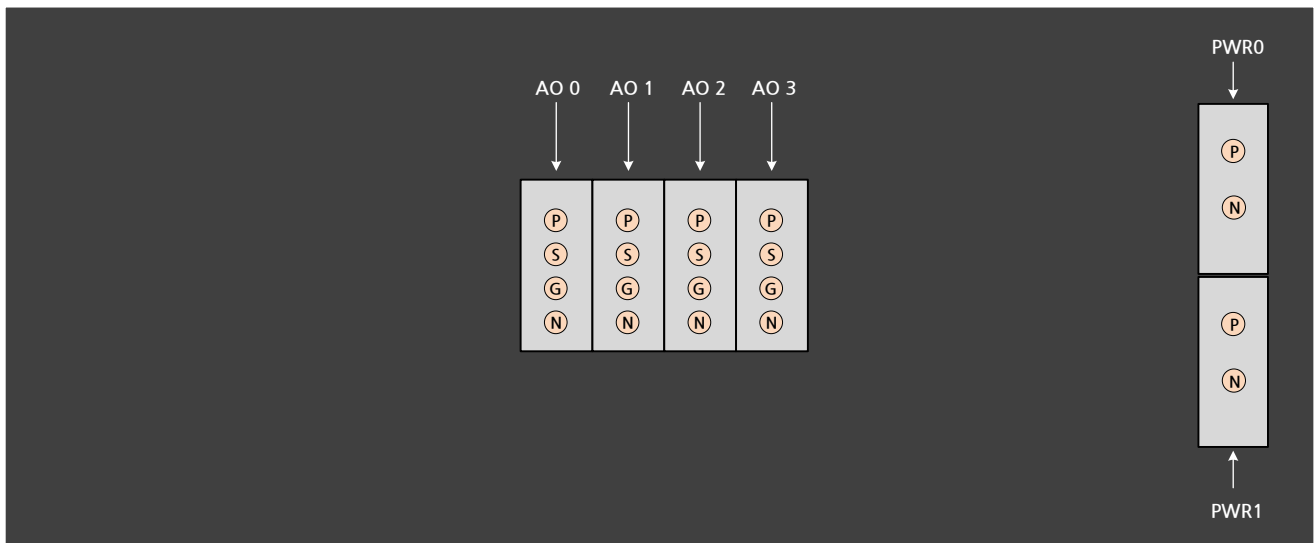 PWR0
AO 0 AO 1 AO 2 AO 3
P
N
P P P P
S S S S
G G G G
N N N N
P
N
PWR1